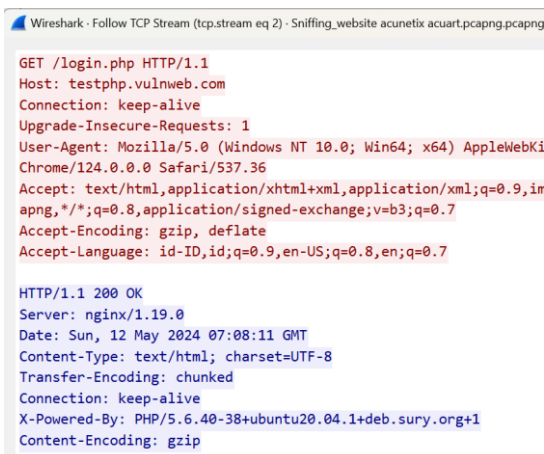 Wireshark · Follow TCP Stream (tcp.stream eq 2) · Sniffing_website acunetix acuart.pcapng.pcapng
GET /login.php HTTP/1.1
Host: testphp.vulnweb.com
Connection: keep-alive
Upgrade-Insecure-Requests: 1
User-Agent: Mozilla/5.0 (Windows NT 10.0; Win64; x64) AppleWebKi
Chrome/124.0.0.0 Safari/537.36
Accept: text/html,application/xhtml+xml,application/xml;q=0.9,im
apng,*/*;q=0.8,application/signed-exchange;v=b3;q=0.7
Accept-Encoding: gzip, deflate
Accept-Language: id-ID,id;q=0.9,en-US;q=0.8,en;q=0.7
HTTP/1.1 200 OK
Server: nginx/1.19.0
Date: Sun, 12 May 2024 07:08:11 GMT
Content-Type: text/html; charset=UTF-8
Transfer-Encoding: chunked
Connection: keep-alive
X-Powered-By: PHP/5.6.40-38+ubuntu20.04.1+deb.sury.org+1
Content-Encoding: gzip